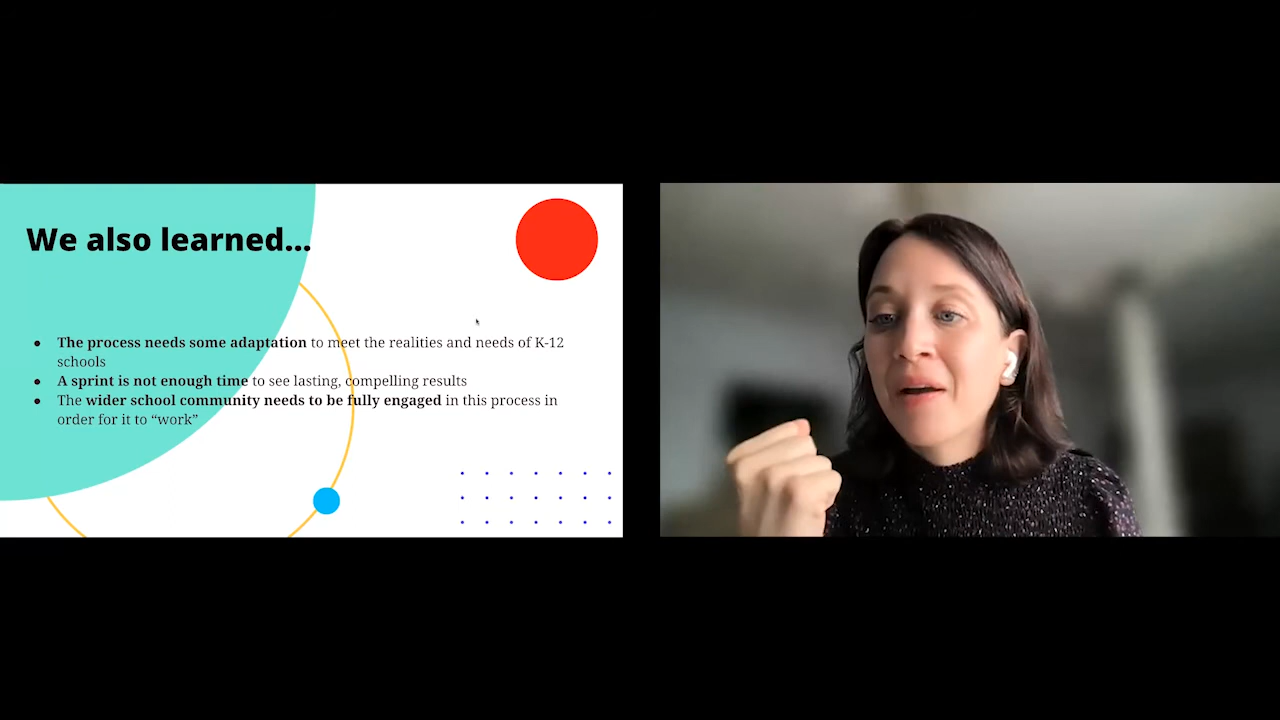 We also learned...
● The process needs some adaptation to meet the realities and needs of K-12
schools
● A sprint is not enough time to see lasting, compelling results
● The wider school community needs to be fully engaged in this process in
order for it to “work”